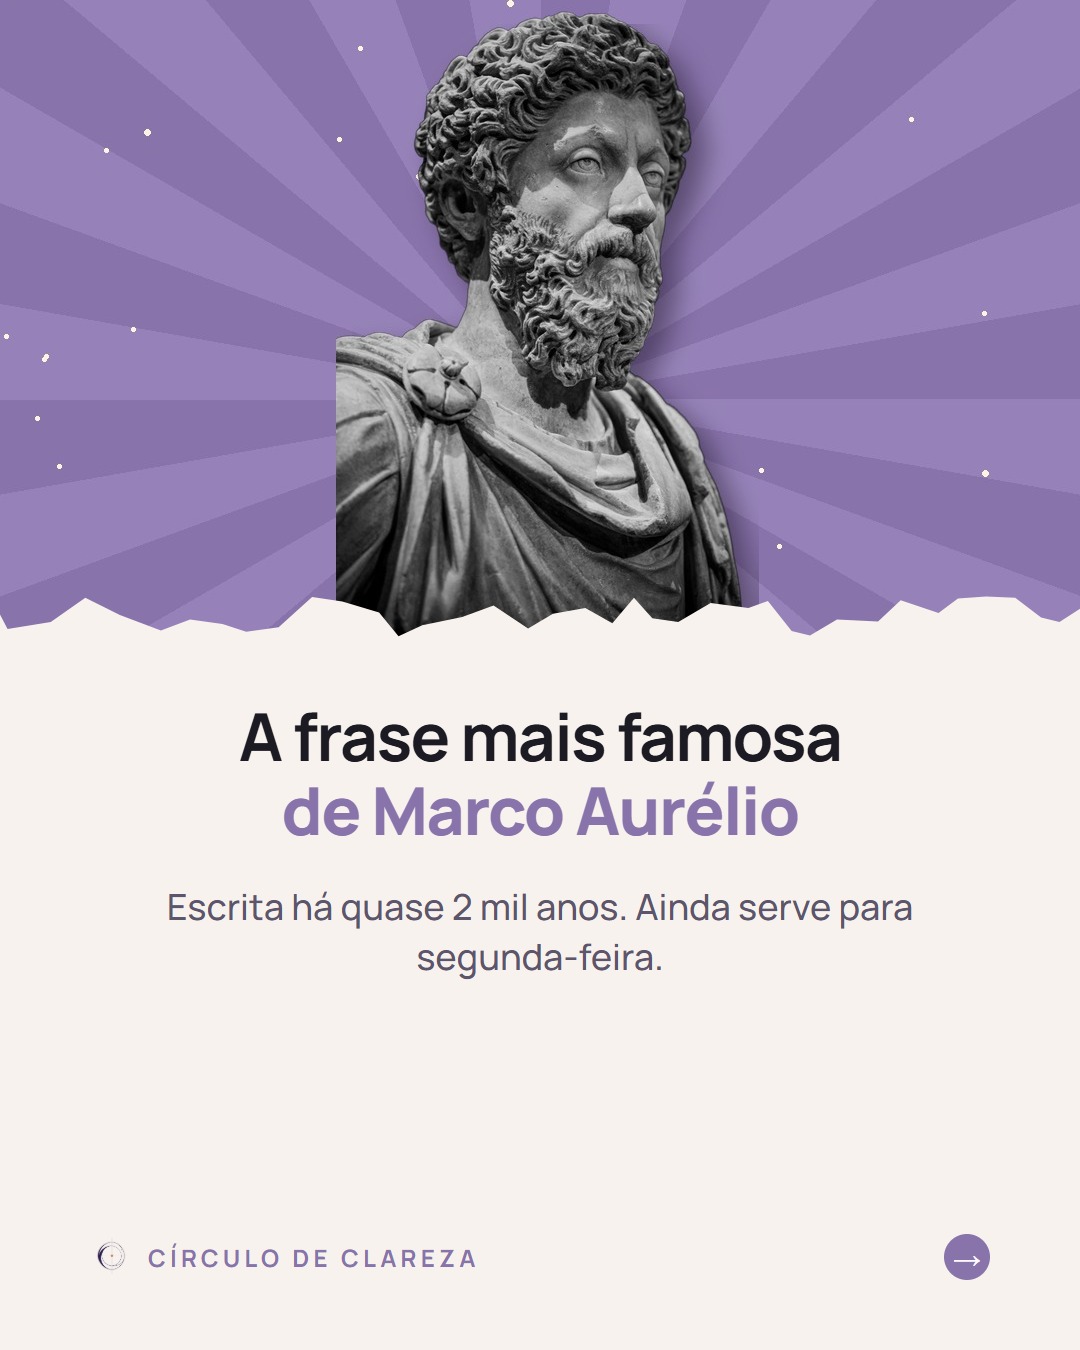 A frase mais famosa
de Marco Aurélio
Escrita há quase 2 mil anos. Ainda serve para
segunda-feira.
CÍRCULO DE CLAREZA
→